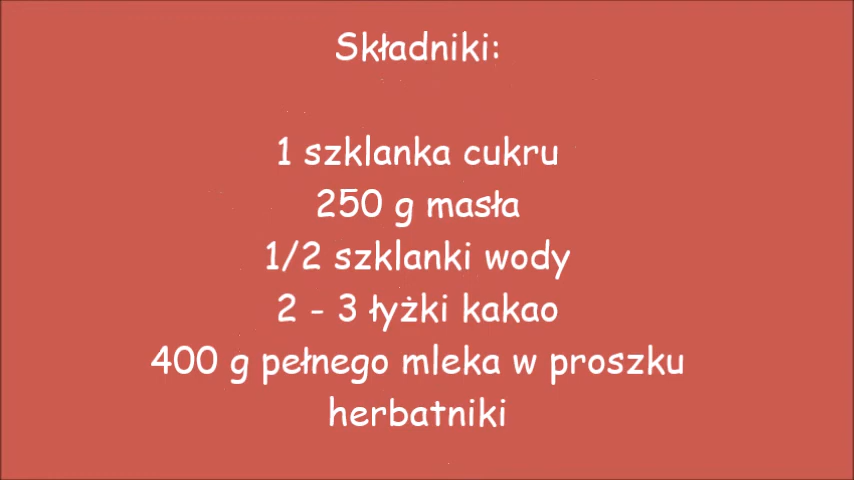 Składniki:
1 szklanka cukru
250 g masła
1/2 szklanki wody
2 - 3 łyżki kakao
400 g pełnego mleka w proszku
herbatniki